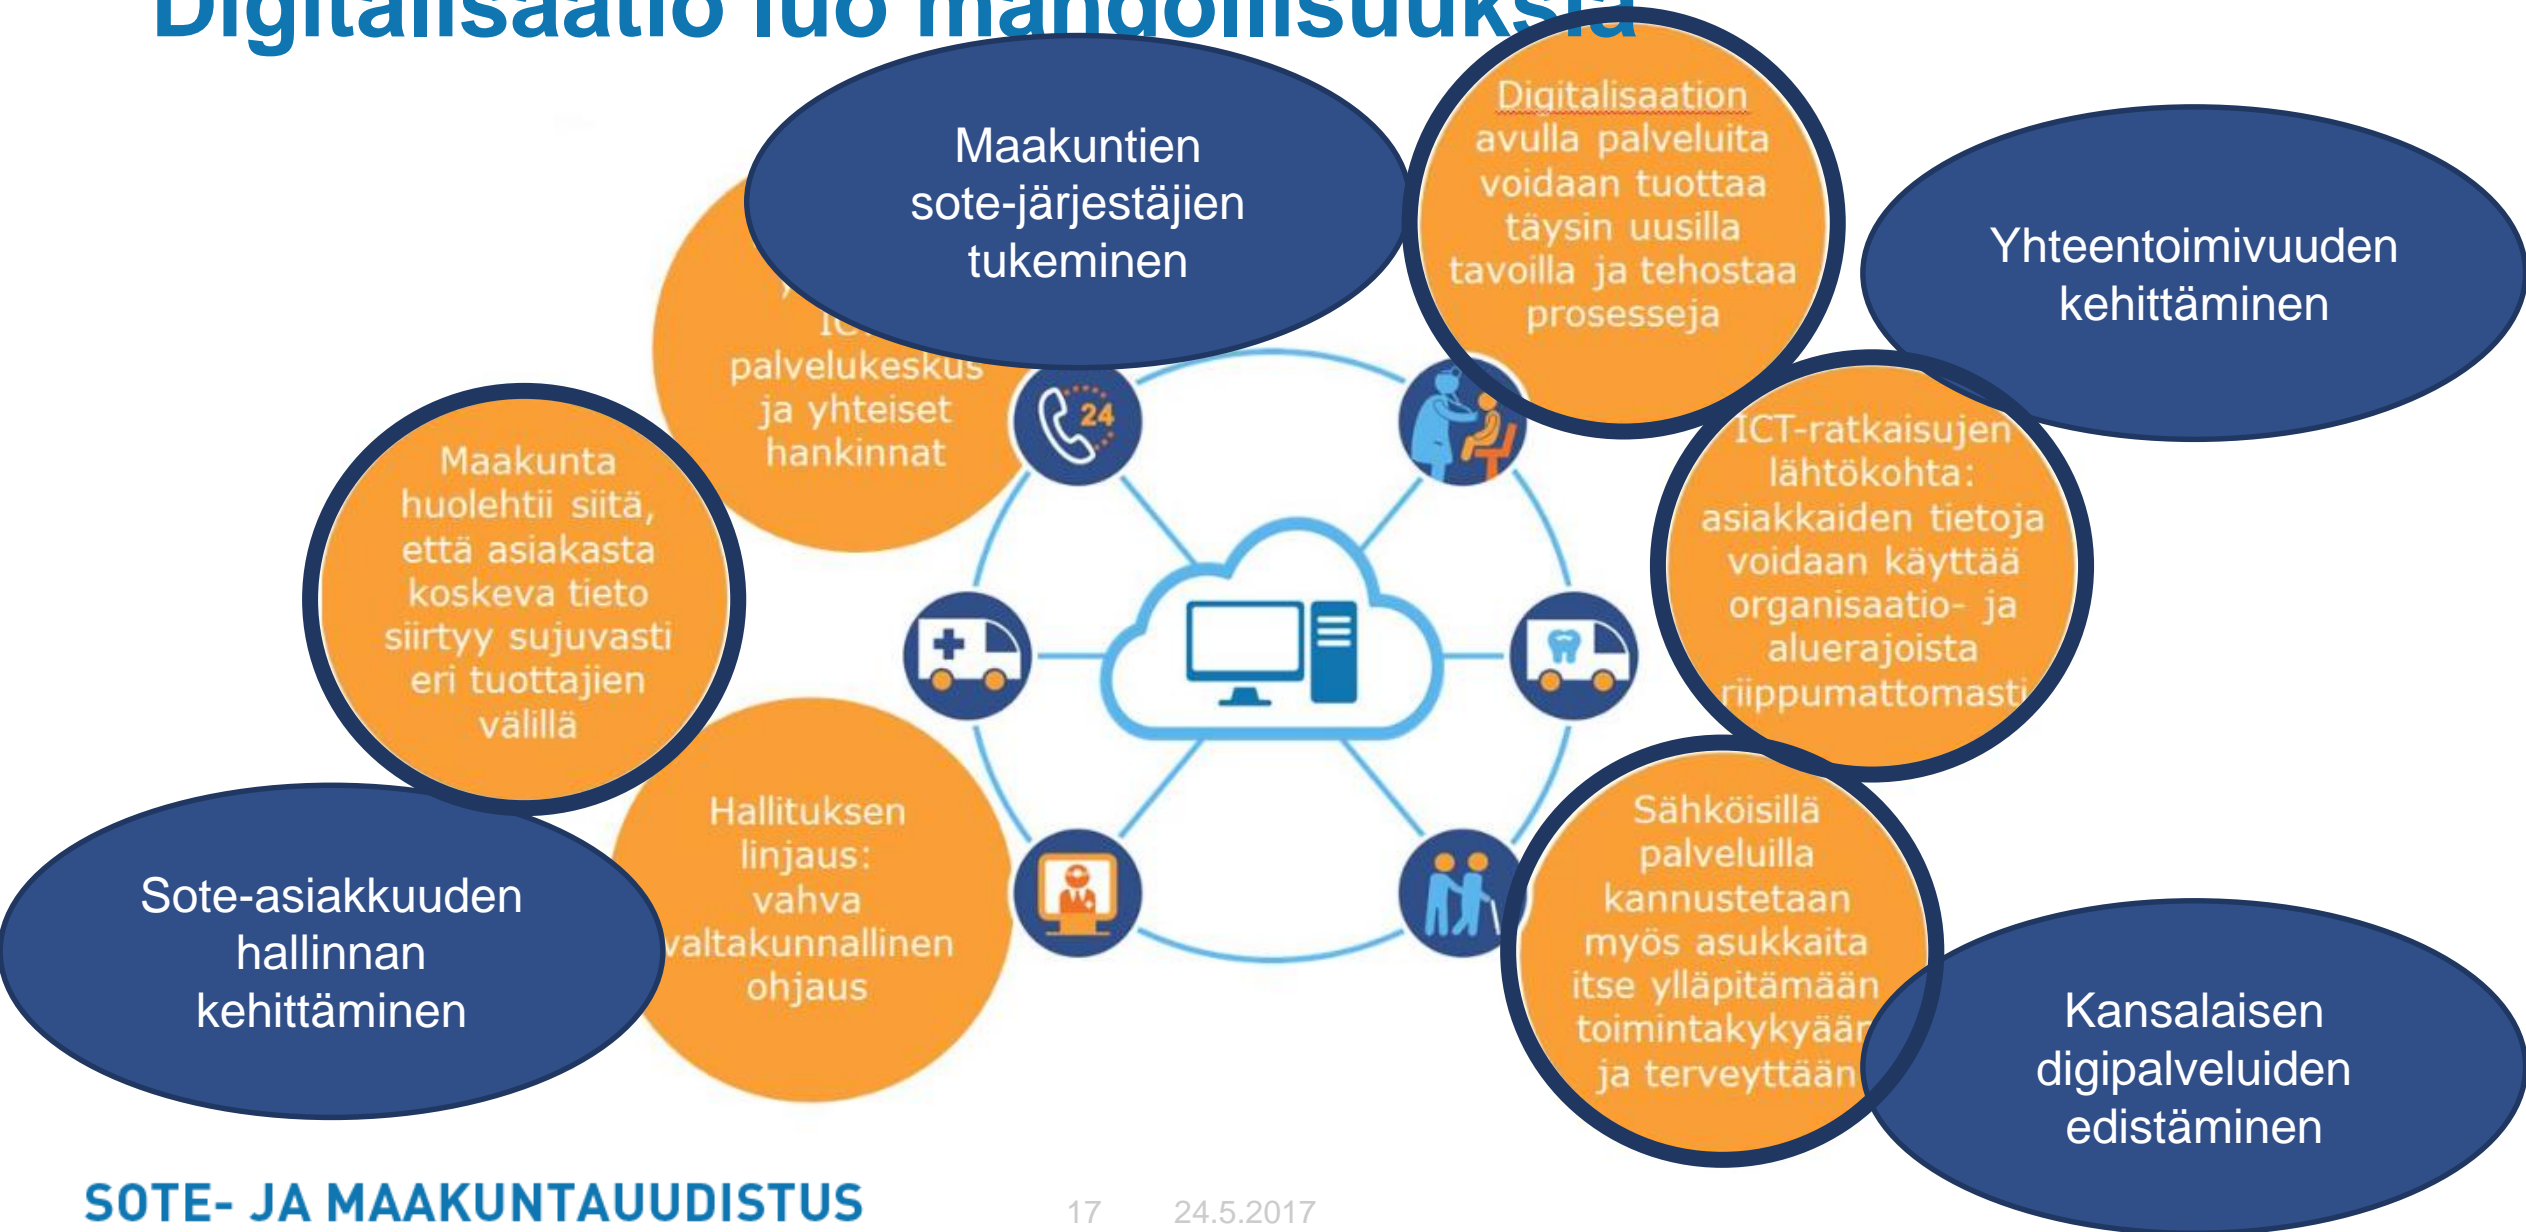 Digitalisaatio luo mahdollisuuksia
Maakuntien
sote-järjestäjien
tukeminen
Digitalisaation
avulla palveluita
voidaan tuottaa
täysin uusilla
tavoilla ja tehostaa
prosesseja
Yhteentoimivuuden
kehittäminen
palvelukeskus
ja yhteiset
hankinnat
24
Maakunta
huolehtii siitä,
että asiakasta
koskeva tieto
siirtyy sujuvasti
eri tuottajien
välillä
ICT-ratkaisujen
lähtökohta:
asiakkaiden tietoja
voidaan käyttää
organisaatio- ja
aluerajoista
riippumattomasti
Hallituksen
linjaus:
vahva
valtakunnallinen
ohjaus
Sähköisillä
palveluilla
kannustetaan
myös asukkaita
itse ylläpitämään
toimintakykyään
ja terveyttään
Sote-asiakkuuden
hallinnan
kehittäminen
Kansalaisen
digipalveluiden
edistäminen
SOTE- JA MAAKUNTAUUDISTUS
17 24.5.2017